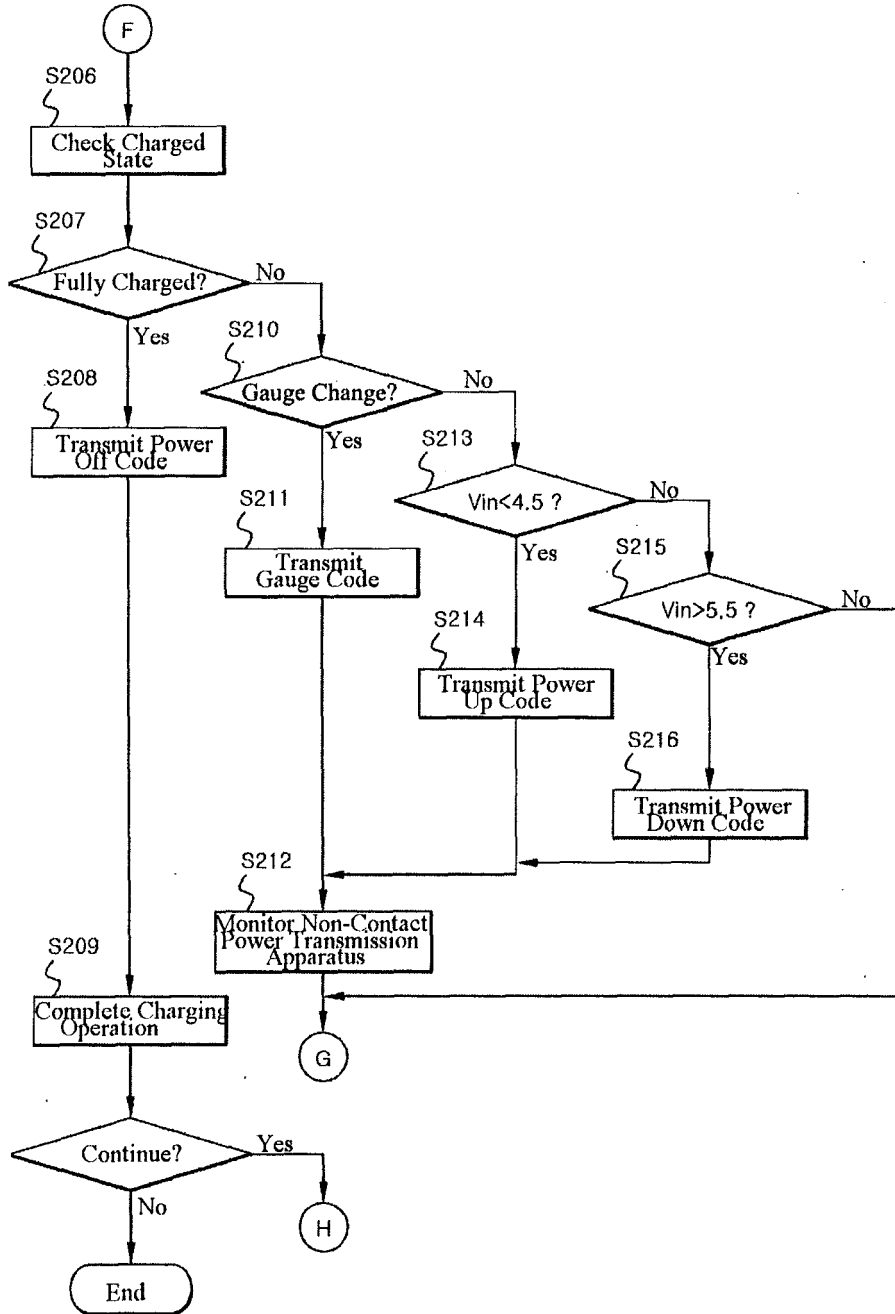 F
S206
Check Charged
State
S207
Fully Charged?
No
Yes
S210
Gauge Change?
No
Yes
S208
Transmit Power
Off Code
S213
Vin<4.5 ?
No
Yes
S211
Transmit
Gauge Code
S215
Vin>5.5 ?
No
Yes
S214
Transmit Power
Up Code
S216
Transmit Power
Down Code
S212
Monitor Non-Contact
Power Transmission
Apparatus
S209
Complete Charging
Operation
G
Continue?
Yes
No
H
End